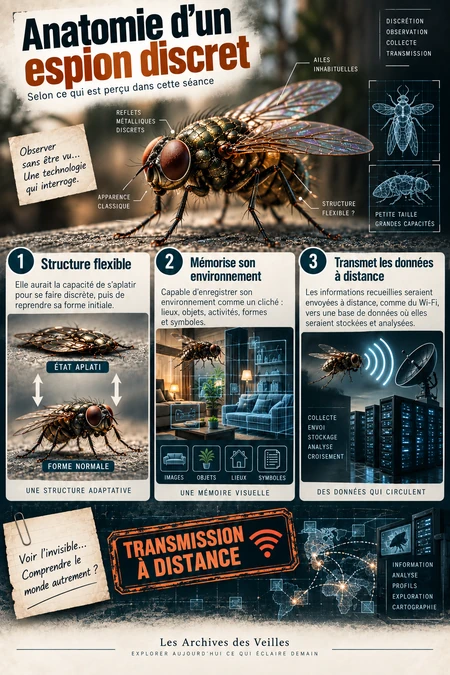 Anatomie d'un
espion discret
Selon ce qui est perçu dans cette séance
DISCRÉTION
OBSERVATION
COLLECTE
TRANSMISSION
AILES
INHABITUELLES
REFLETS
MÉTALLIQUES
DISCRETS
Observer
sans être vu...
Une technologie
qui interroge.
APPARENCE
CLASSIQUE
STRUCTURE
FLEXIBLE ?
PETITE TAILLE
GRANDES CAPACITÉS
1 Structure flexible
Elle aurait la capacité de s'aplatir
pour se faire discrète, puis de
reprendre sa forme initiale.
ÉTAT APLATI
FORME NORMALE
UNE STRUCTURE ADAPTATIVE
2 Mémorise son
environnement
Capable d'enregistrer son
environnement comme un cliché :
lieux, objets, activités, formes
et symboles.
IMAGES
OBJETS
LIEUX
SYMBOLES
UNE MÉMOIRE VISUELLE
3 Transmet les données
à distance
Les informations recueillies seraient
envoyées à distance, comme du Wi-Fi,
vers une base de données où elles
seraient stockées et analysées.
COLLECTE
ENVOI
STOCKAGE
ANALYSE
CROISEMENT
DES DONNÉES QUI CIRCULENT
Voir l'invisible...
Comprendre le
monde autrement ?
TRANSMISSION
À DISTANCE
INFORMATION
ANALYSE
PROFILS
EXPLORATION
CARTOGRAPHIE
Les Archives des Veilles
EXPLORER AUJOURD'HUI CE QUI ÉCLAIRE DEMAIN